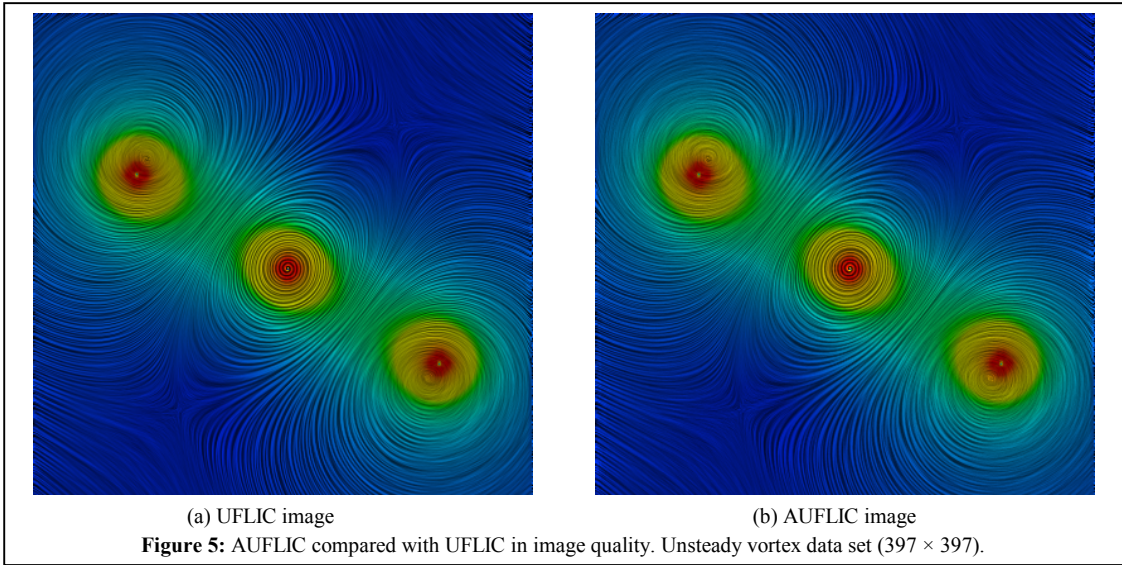 (a) UFLIC image
(b) AUFLIC image
Figure 5: AUFLIC compared with UFLIC in image quality. Unsteady vortex data set (397 × 397).